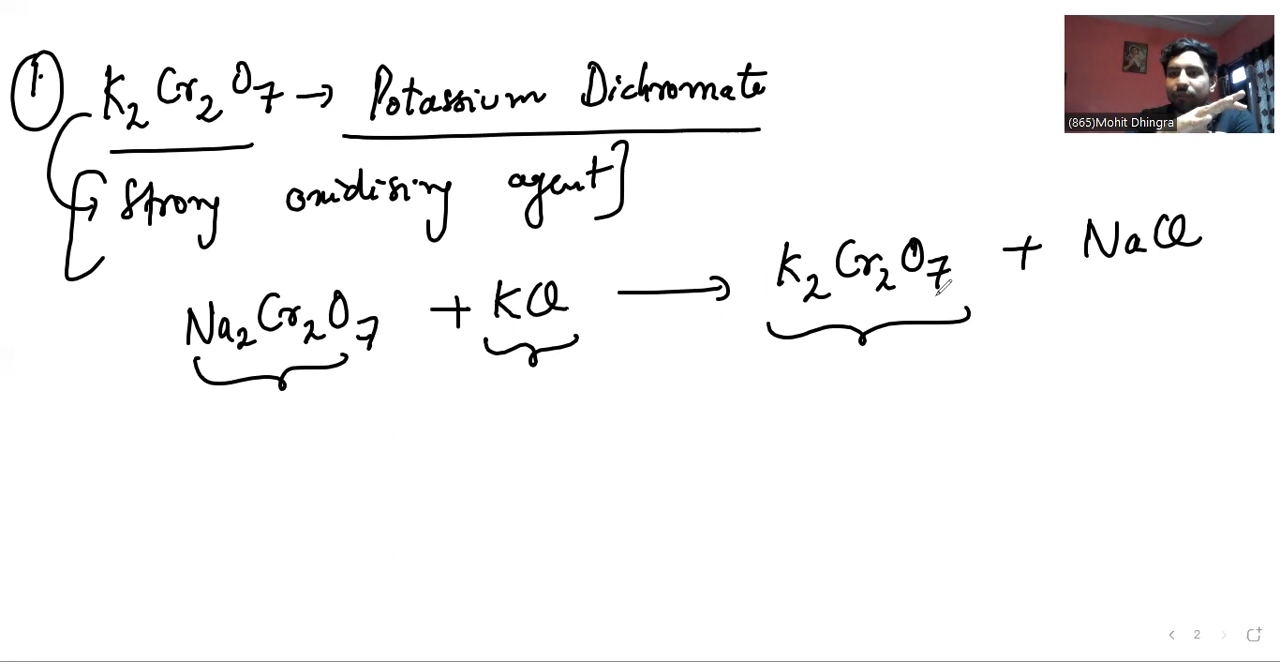 ① K₂Cr₂O₇ → Potassium Dichromate
Strong oxidising agent]
Na₂Cr₂O₇ + KCl ⟶ K₂Cr₂O₇ + NaCl
(865)Mohit Dhingra
2